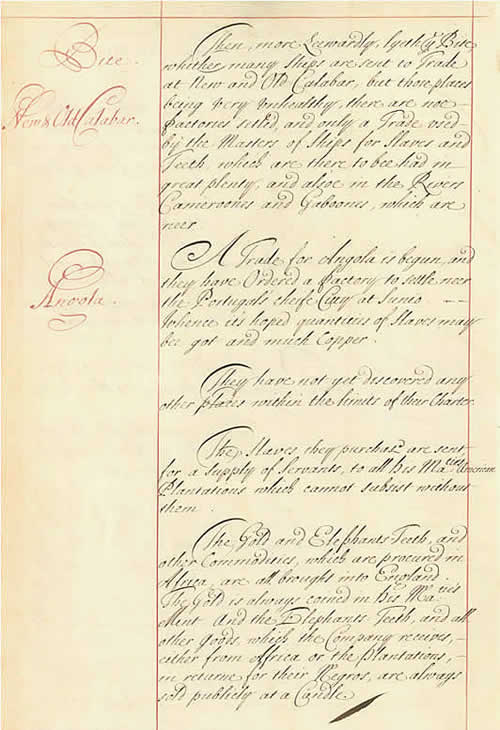 Bite.
Then, more Leewardly, lyeth ye Bite
whither many Ships are sent to Trade
at New and Old Calabar, but those places
New & Old Calabar.
being very unhealthy, there are noe
Factories setled, and only a Trade used
by the Masters of Ships for Slaves and
Teeth, which are there to bee had in
great plenty, and alsoe in the Rivers
Cameroones and Gaboones, which are
neer.
Angola.
A Trade for Angola is begun, and
they have Ordered a Factory to settle neer
the Portugals cheife Citty at Sunio
Whence its hoped quantities of Slaves may
bee got and much Copper.
They have not yet discovered any
other places within the limits of their Charter.
The Slaves they purchase are sent,
for a supply of Servants, to all his Maties American
Plantations which cannot subsist without
them.
The Gold and Elephants Teeth, and
other Commodities, which are procured in
Africa, are all brought into England.
The Gold is always coined in his Maties
Mint And the Elephants Teeth, and all
other goods, which the Company receives,
either from Africa or the Plantations,
in returne for their Negros, are always
sold publicly at a Candle